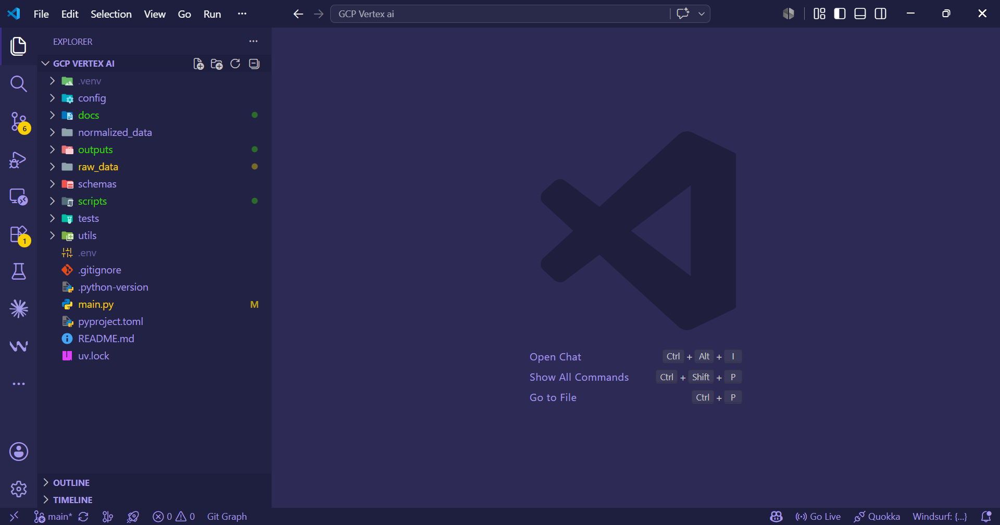 File Edit Selection View Go Run
GCP Vertex ai
EXPLORER
GCP VERTEX AI
.venv
config
docs
normalized_data
outputs
raw_data
schemas
scripts
tests
utils
.env
.gitignore
.python-version
main.py M
pyproject.toml
README.md
uv.lock
6
1
Open Chat Ctrl + Alt + I
Show All Commands Ctrl + Shift + P
Go to File Ctrl + P
OUTLINE
TIMELINE
main* 0 0 Git Graph Go Live Quokka Windsurf: {...}